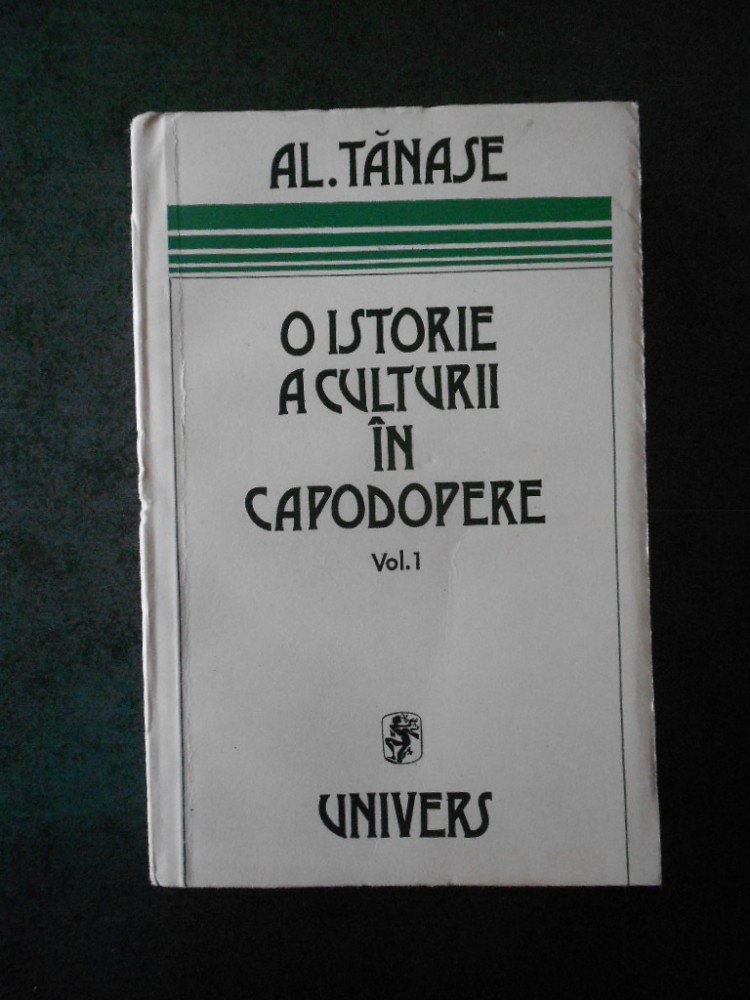 AL. TĂNASE
O ISTORIE
A CULTURII
ÎN
CAPODOPERE
Vol. 1
UNIVERS